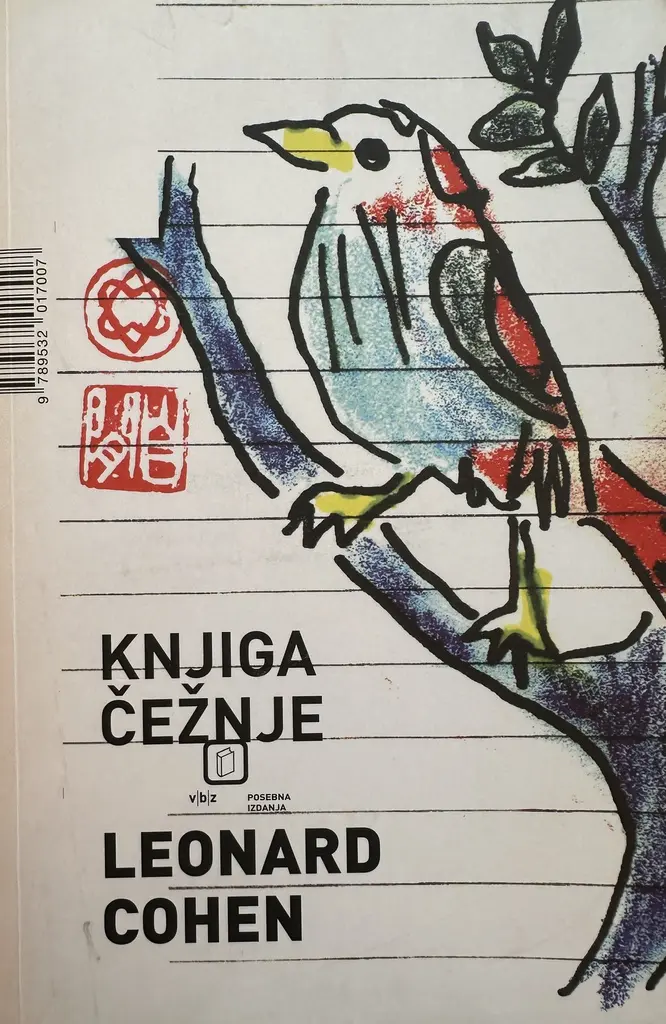 9 789532 017007
KNJIGA
ČEŽNJE
v|b|z
POSEBNA
IZDANJA
LEONARD
COHEN